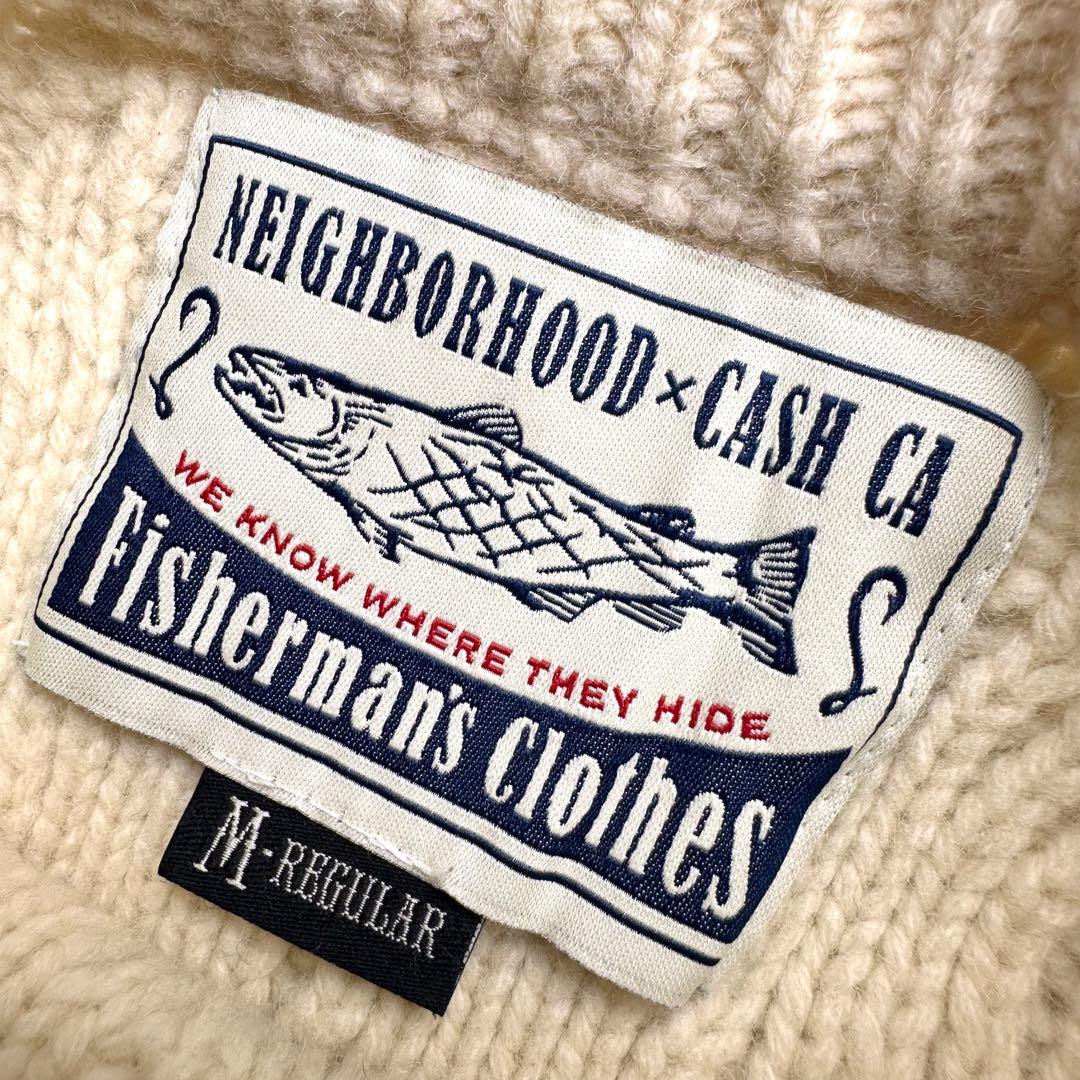 NEIGHBORHOOD × CASH CA
WE KNOW WHERE THEY HIDE
Fisherman's Clothes
M-REGULAR